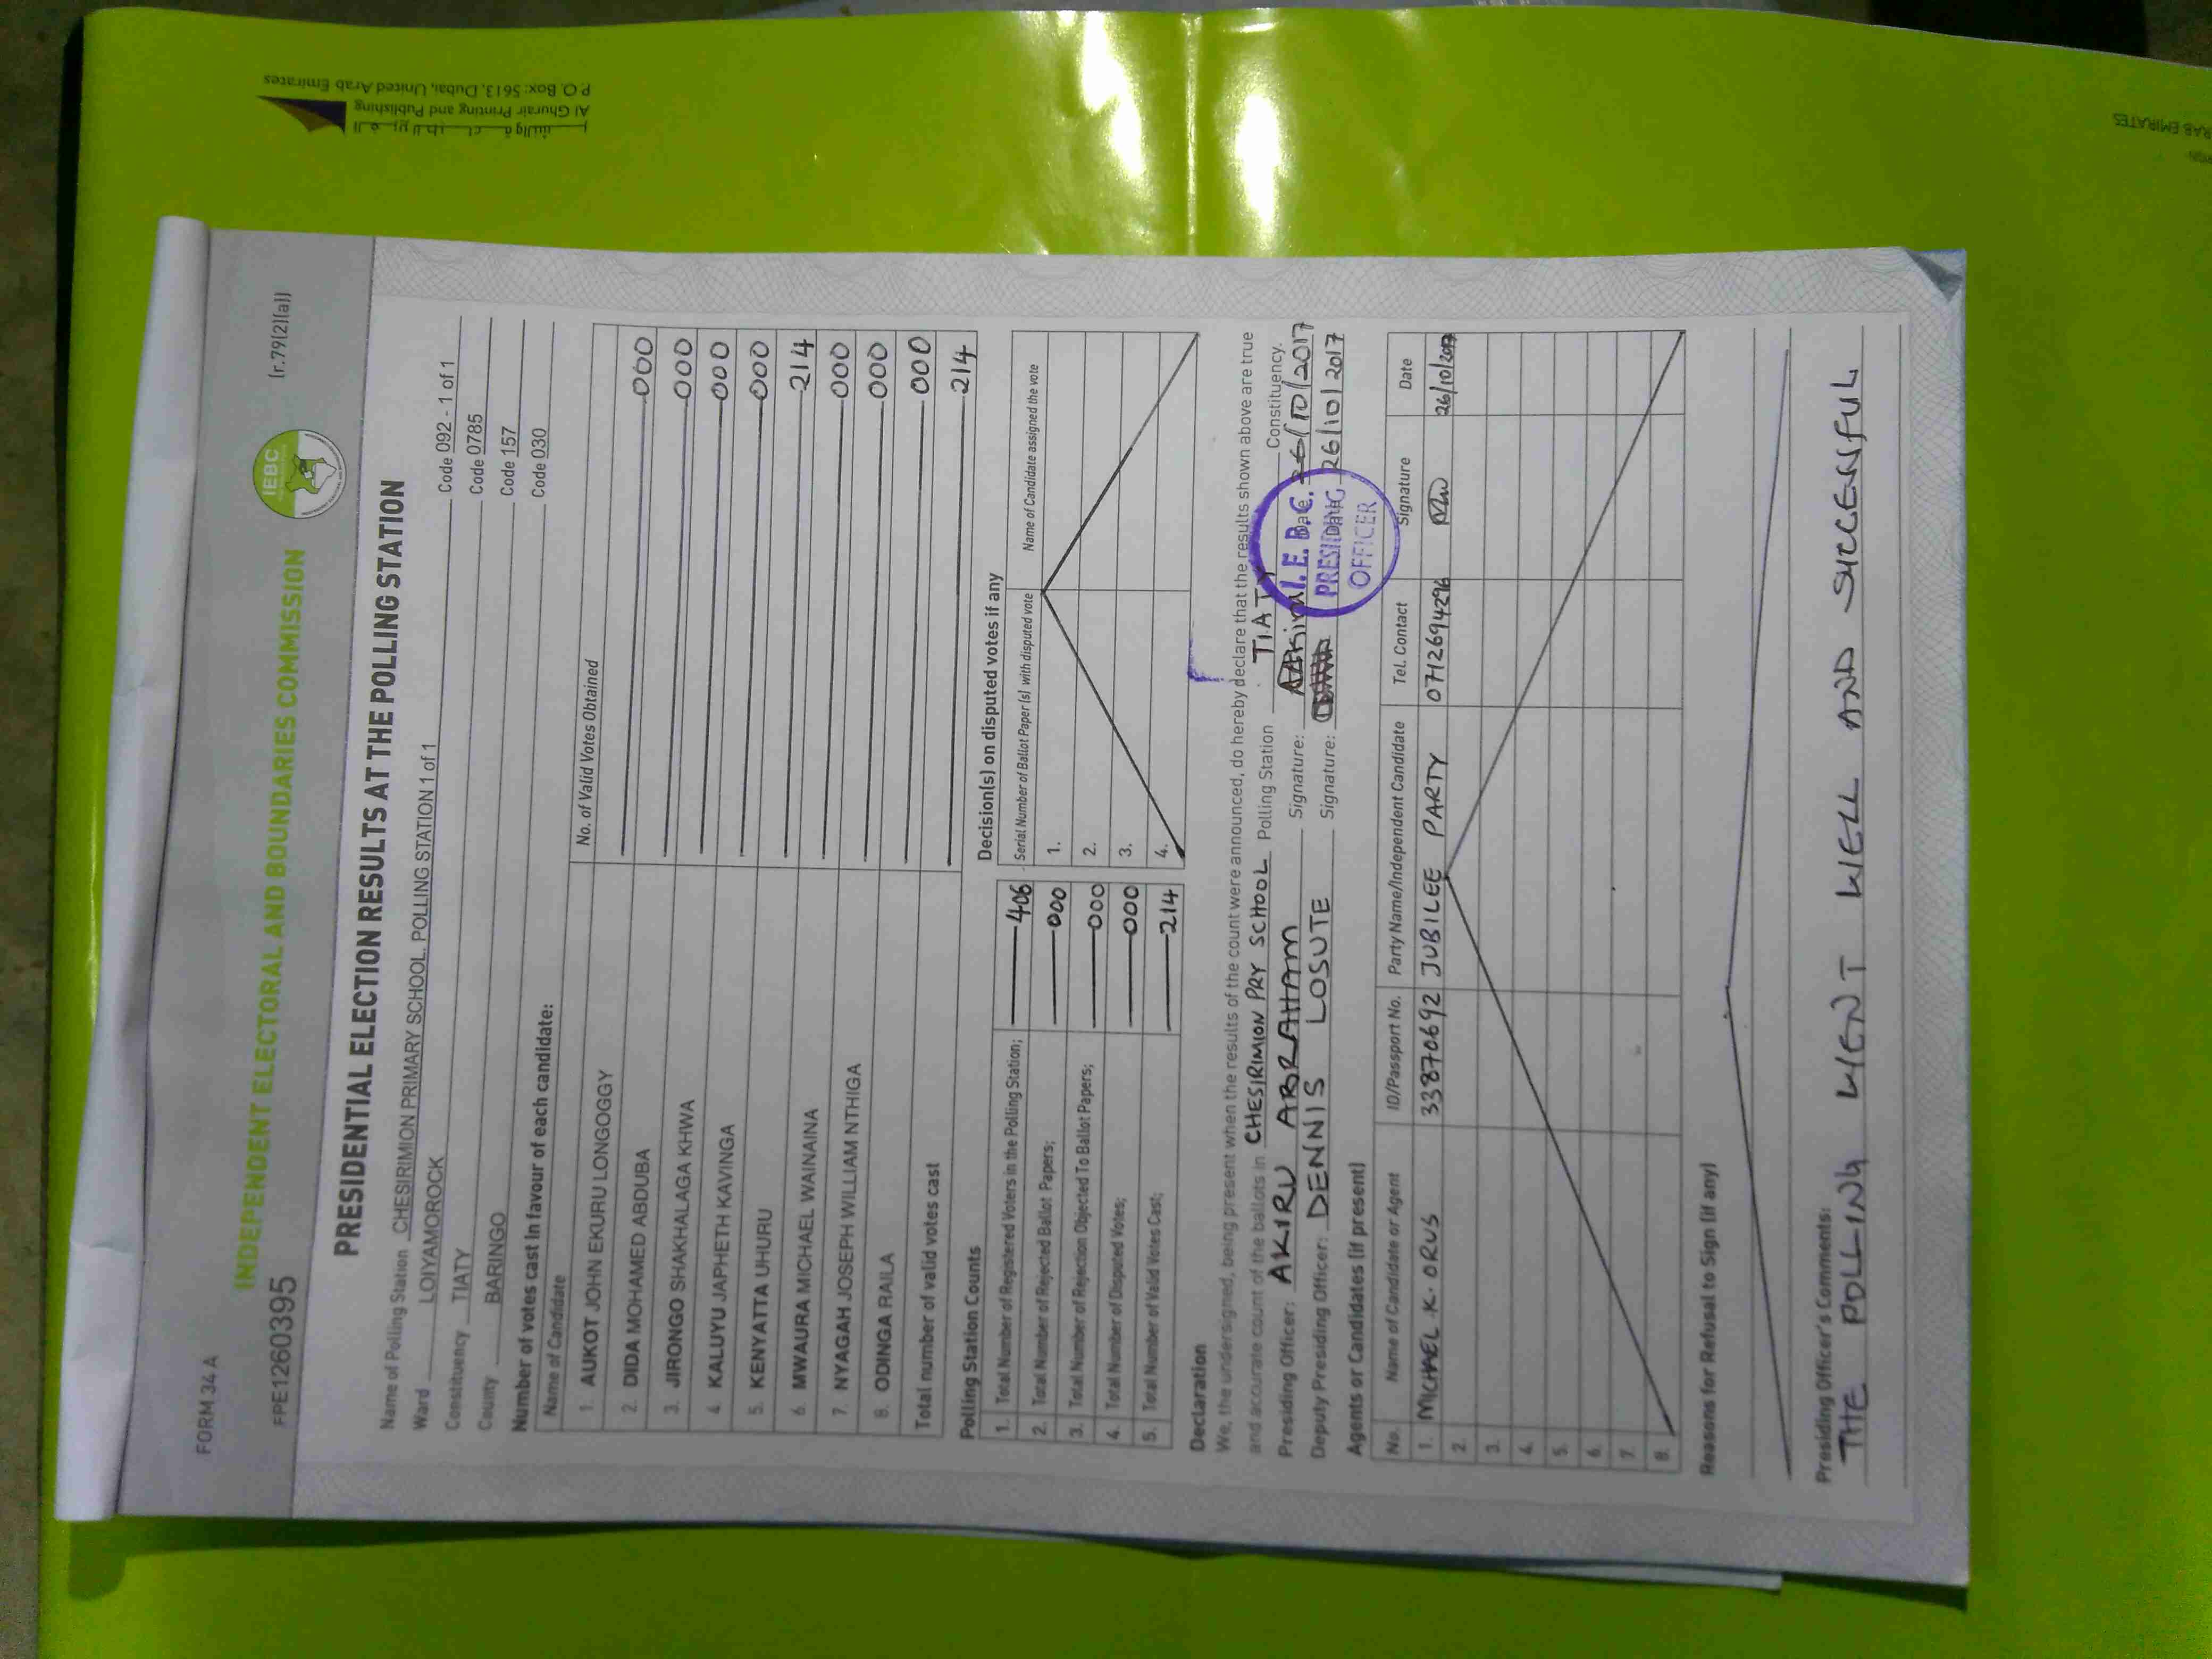 FORM 34 A
FPE1260395
INDEPENDENT ELECTORAL AND BOUNDARIES COMMISSION
IEBC
(r.79(2)(a))
PRESIDENTIAL ELECTION RESULTS AT THE POLLING STATION
Name of Polling Station CHESIRIMION PRIMARY SCHOOL. POLLING STATION 1 of 1 Code 092 - 1 of 1
Ward LOIYAMOROCK Code 0785
Constituency TIATY Code 157
County BARINGO Code 030
Number of votes cast in favour of each candidate:
Name of Candidate No. of Valid Votes Obtained
1. AUKOT JOHN EKURU LONGOGGY 000
2. DIDA MOHAMED ABDUBA 000
3. JIRONGO SHAKHALAGA KHWA 000
4. KALUYU JAPHETH KAVINGA 000
5. KENYATTA UHURU 214
6. MWAURA MICHAEL WAINAINA 000
7. NYAGAH JOSEPH WILLIAM NTHIGA 000
8. ODINGA RAILA 000
Total number of valid votes cast 214
Polling Station Counts
1. Total Number of Registered Voters in the Polling Station; 406
2. Total Number of Rejected Ballot Papers; 000
3. Total Number of Rejection Objected To Ballot Papers; 000
4. Total Number of Disputed Votes; 000
5. Total Number of Valid Votes Cast; 214
Decision(s) on disputed votes if any
Serial Number of Ballot Paper (s) with disputed vote Name of Candidate assigned the vote
1.
2.
3.
4.
Declaration
We, the undersigned, being present when the results of the count were announced, do hereby declare that the results shown above are true
and accurate count of the ballots in CHESIRIMION PRY SCHOOL Polling Station TIATY Constituency.
Presiding Officer: AKIRU ABRAHAM Signature: Date 26/10/2017
Deputy Presiding Officer: DENNIS LOSUTE Signature: Date 26/10/2017
I. E. B. C.
PRESIDING
OFFICER
Agents or Candidates (if present)
No. Name of Candidate or Agent ID/Passport No. Party Name/Independent Candidate Tel. Contact Signature Date
1. MICHAEL K. ORUS 33870692 JUBILEE PARTY 0712694296 26/10/2017
2.
3.
4.
5.
6.
7.
8.
Reasons for Refusal to Sign (if any)
Presiding Officer's Comments:
THE POLLING WENT WELL AND SUCCENFUL
Al Ghurair Printing and Publishing
P.O. Box: 5613, Dubai, United Arab Emirates
RAB EMIRATES